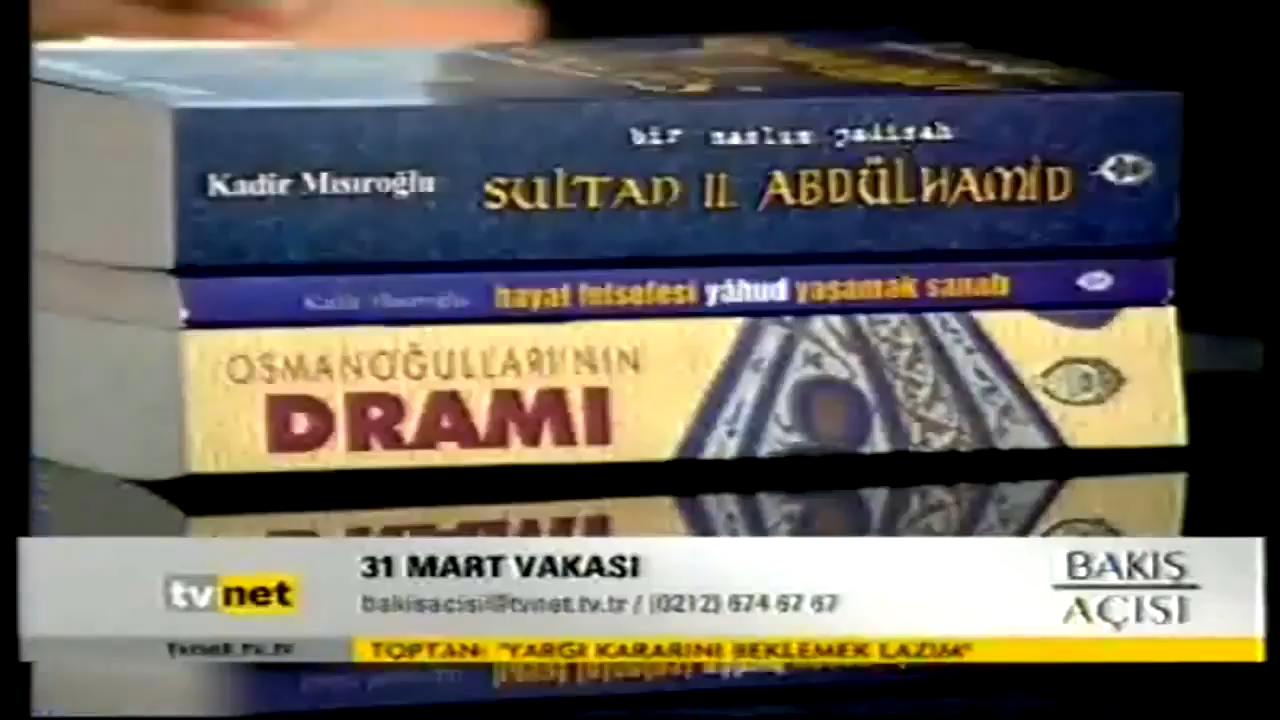 bir mazlum padişah
Kadir Mısıroğlu SULTAN II. ABDÜLHAMİD
Kadir Mısıroğlu hayat felsefesi yâhud yaşamak sanatı
OSMANOĞULLARI'NIN
DRAMI
tvnet
31 MART VAKASI
bakisacisi@tvnet.tv.tr / (0212) 674 67 67
BAKIŞ
AÇISI
tvnet.tv.tr
TOPTAN: "YARGI KARARINI BEKLEMEK LAZIM"